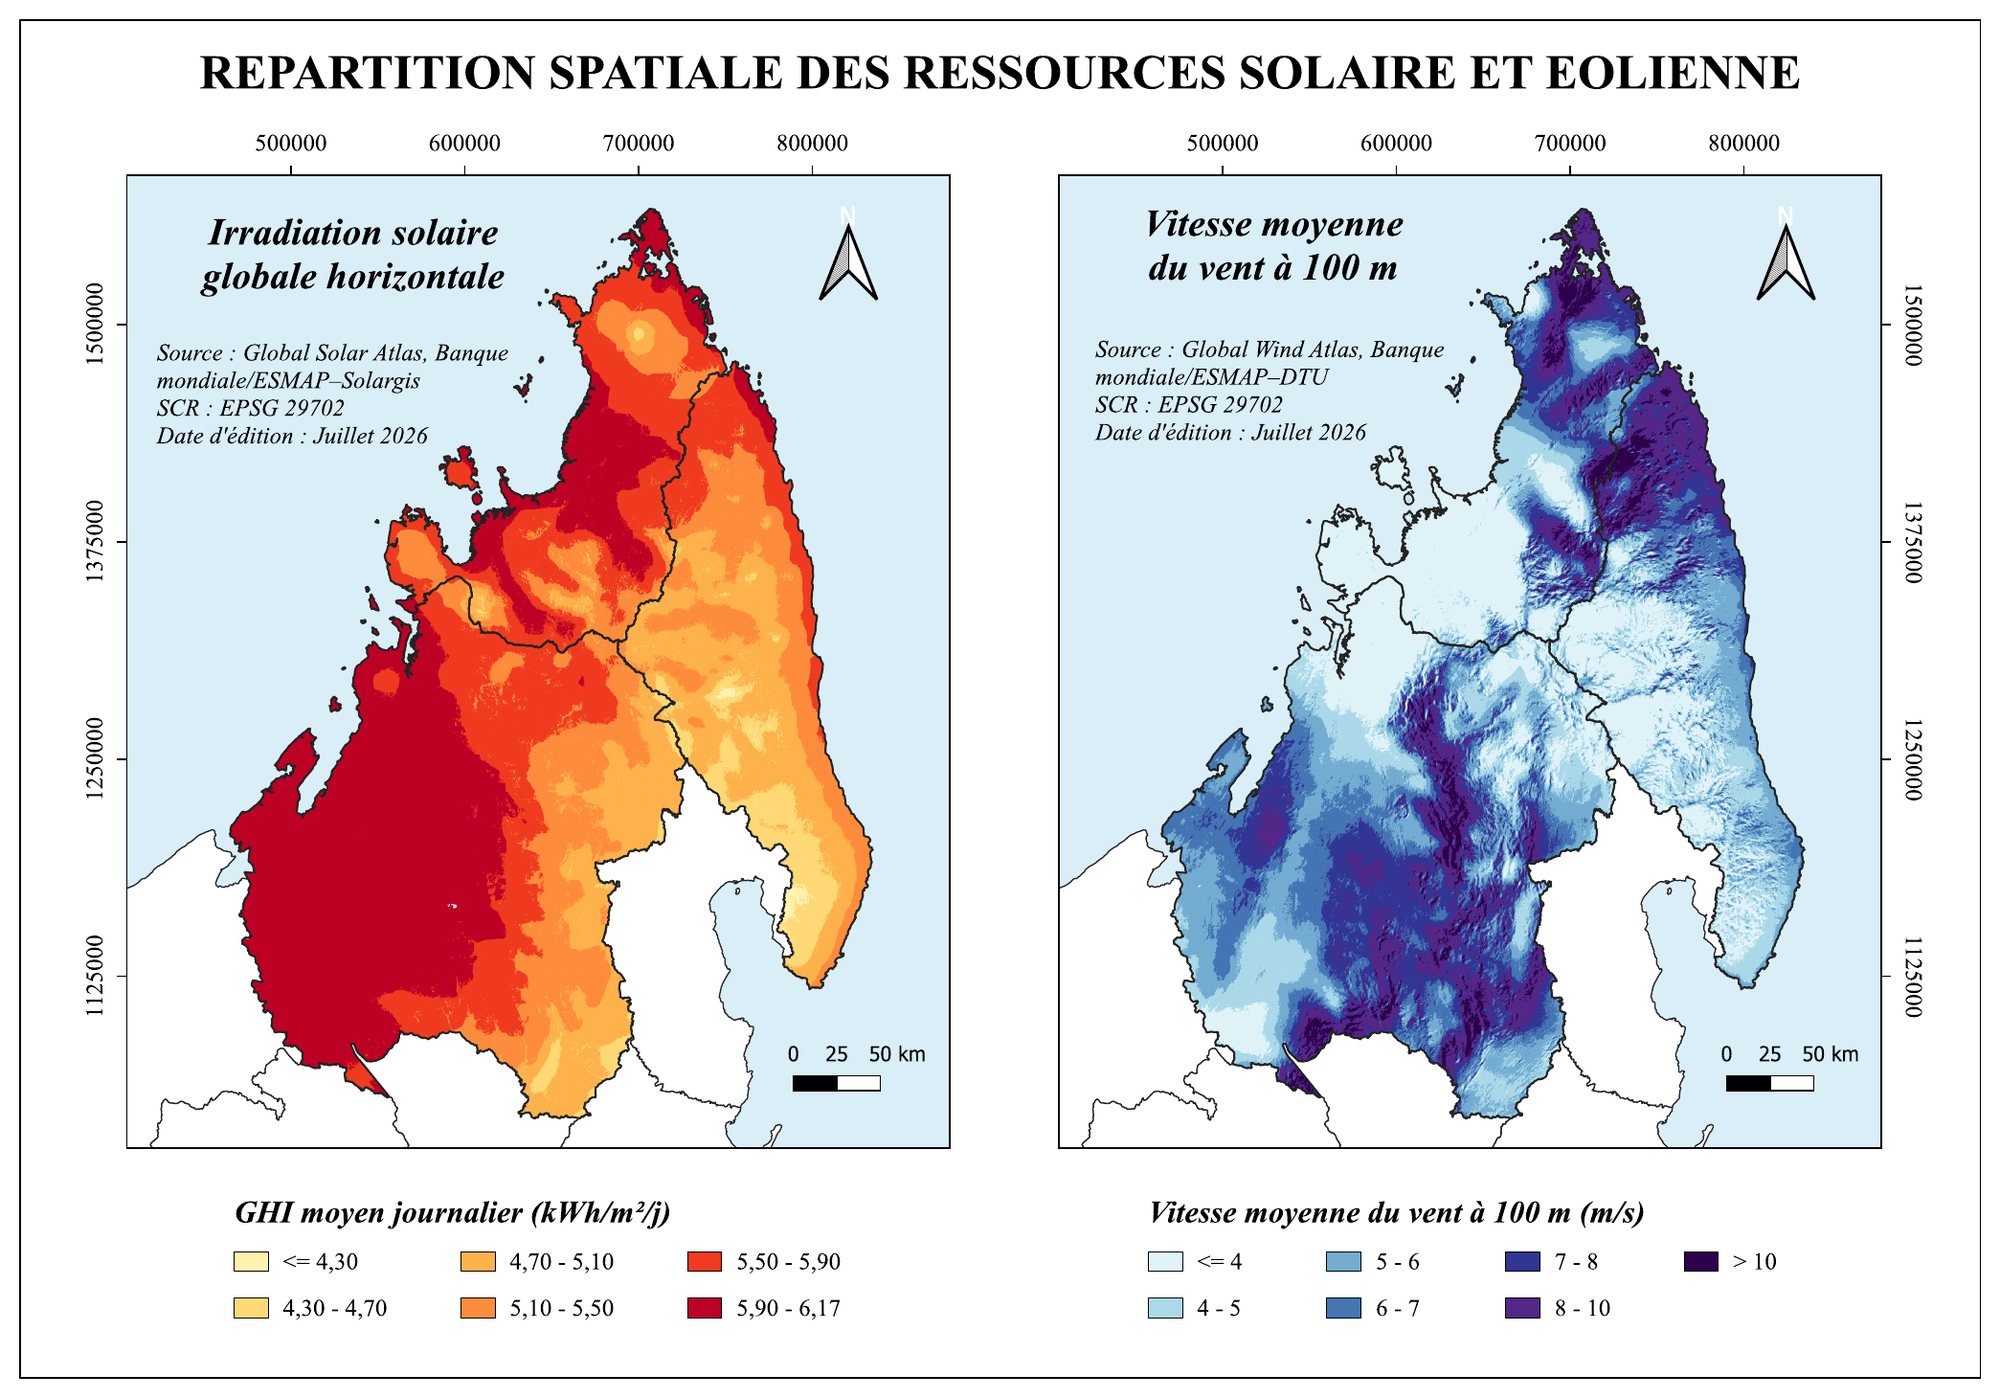 REPARTITION SPATIALE DES RESSOURCES SOLAIRE ET EOLIENNE
500000 600000 700000 800000
Irradiation solaire
globale horizontale
N
Source : Global Solar Atlas, Banque
mondiale/ESMAP–Solargis
SCR : EPSG 29702
Date d'édition : Juillet 2026
1500000
1375000
1250000
1125000
0 25 50 km
GHI moyen journalier (kWh/m²/j)
<= 4,30
4,30 - 4,70
4,70 - 5,10
5,10 - 5,50
5,50 - 5,90
5,90 - 6,17
500000 600000 700000 800000
Vitesse moyenne
du vent à 100 m
N
Source : Global Wind Atlas, Banque
mondiale/ESMAP–DTU
SCR : EPSG 29702
Date d'édition : Juillet 2026
1500000
1375000
1250000
1125000
0 25 50 km
Vitesse moyenne du vent à 100 m (m/s)
<= 4
4 - 5
5 - 6
6 - 7
7 - 8
8 - 10
> 10